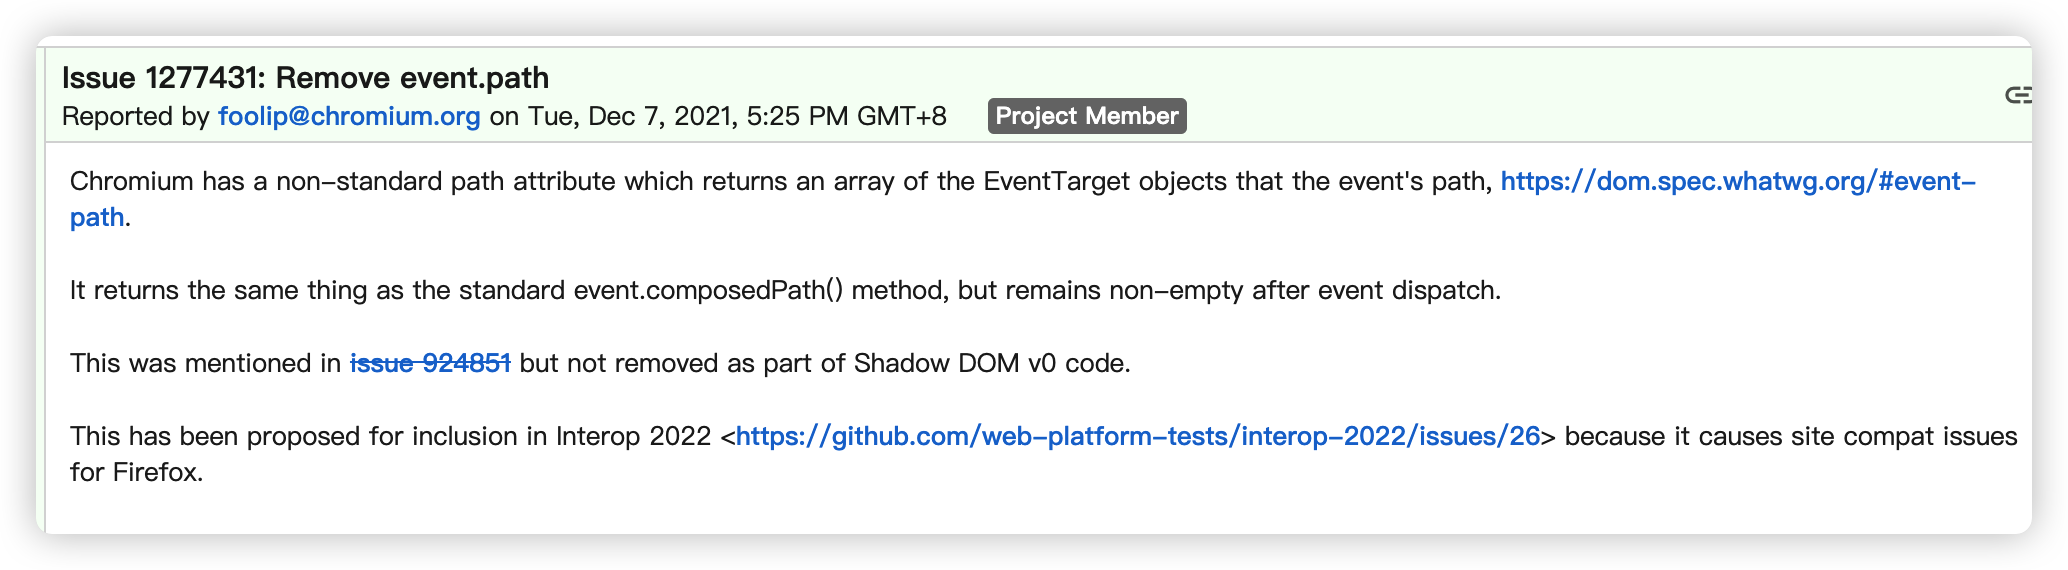 Issue 1277431: Remove event.path
Reported by foolip@chromium.org on Tue, Dec 7, 2021, 5:25 PM GMT+8 Project Member
Chromium has a non-standard path attribute which returns an array of the EventTarget objects that the event's path, https://dom.spec.whatwg.org/#event-
path.
It returns the same thing as the standard event.composedPath() method, but remains non-empty after event dispatch.
This was mentioned in issue 924851 but not removed as part of Shadow DOM v0 code.
This has been proposed for inclusion in Interop 2022 <https://github.com/web-platform-tests/interop-2022/issues/26> because it causes site compat issues
for Firefox.